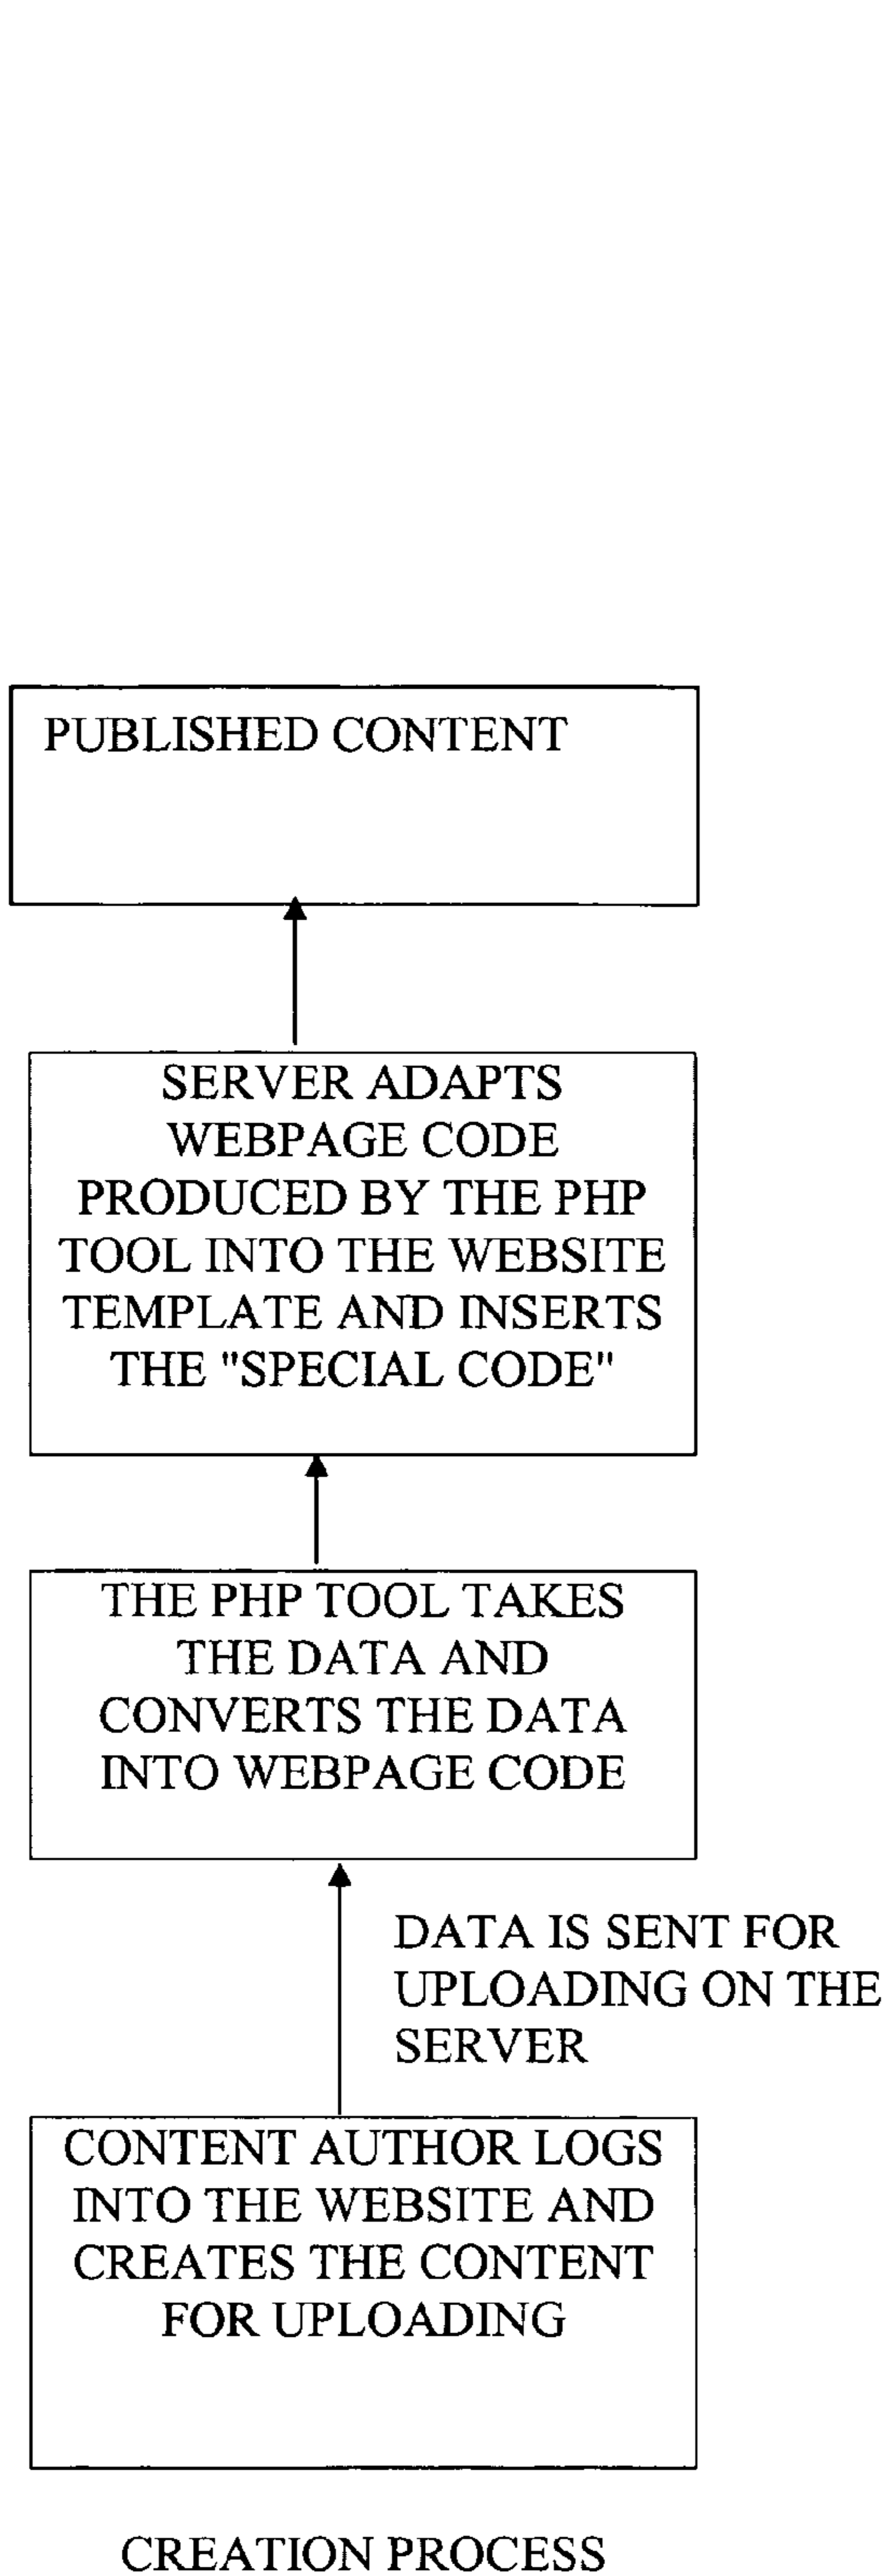 PUBLISHED CONTENT
SERVER ADAPTS
WEBPAGE CODE
PRODUCED BY THE PHP
TOOL INTO THE WEBSITE
TEMPLATE AND INSERTS
THE "SPECIAL CODE"
THE PHP TOOL TAKES
THE DATA AND
CONVERTS THE DATA
INTO WEBPAGE CODE
DATA IS SENT FOR
UPLOADING ON THE
SERVER
CONTENT AUTHOR LOGS
INTO THE WEBSITE AND
CREATES THE CONTENT
FOR UPLOADING
CREATION PROCESS